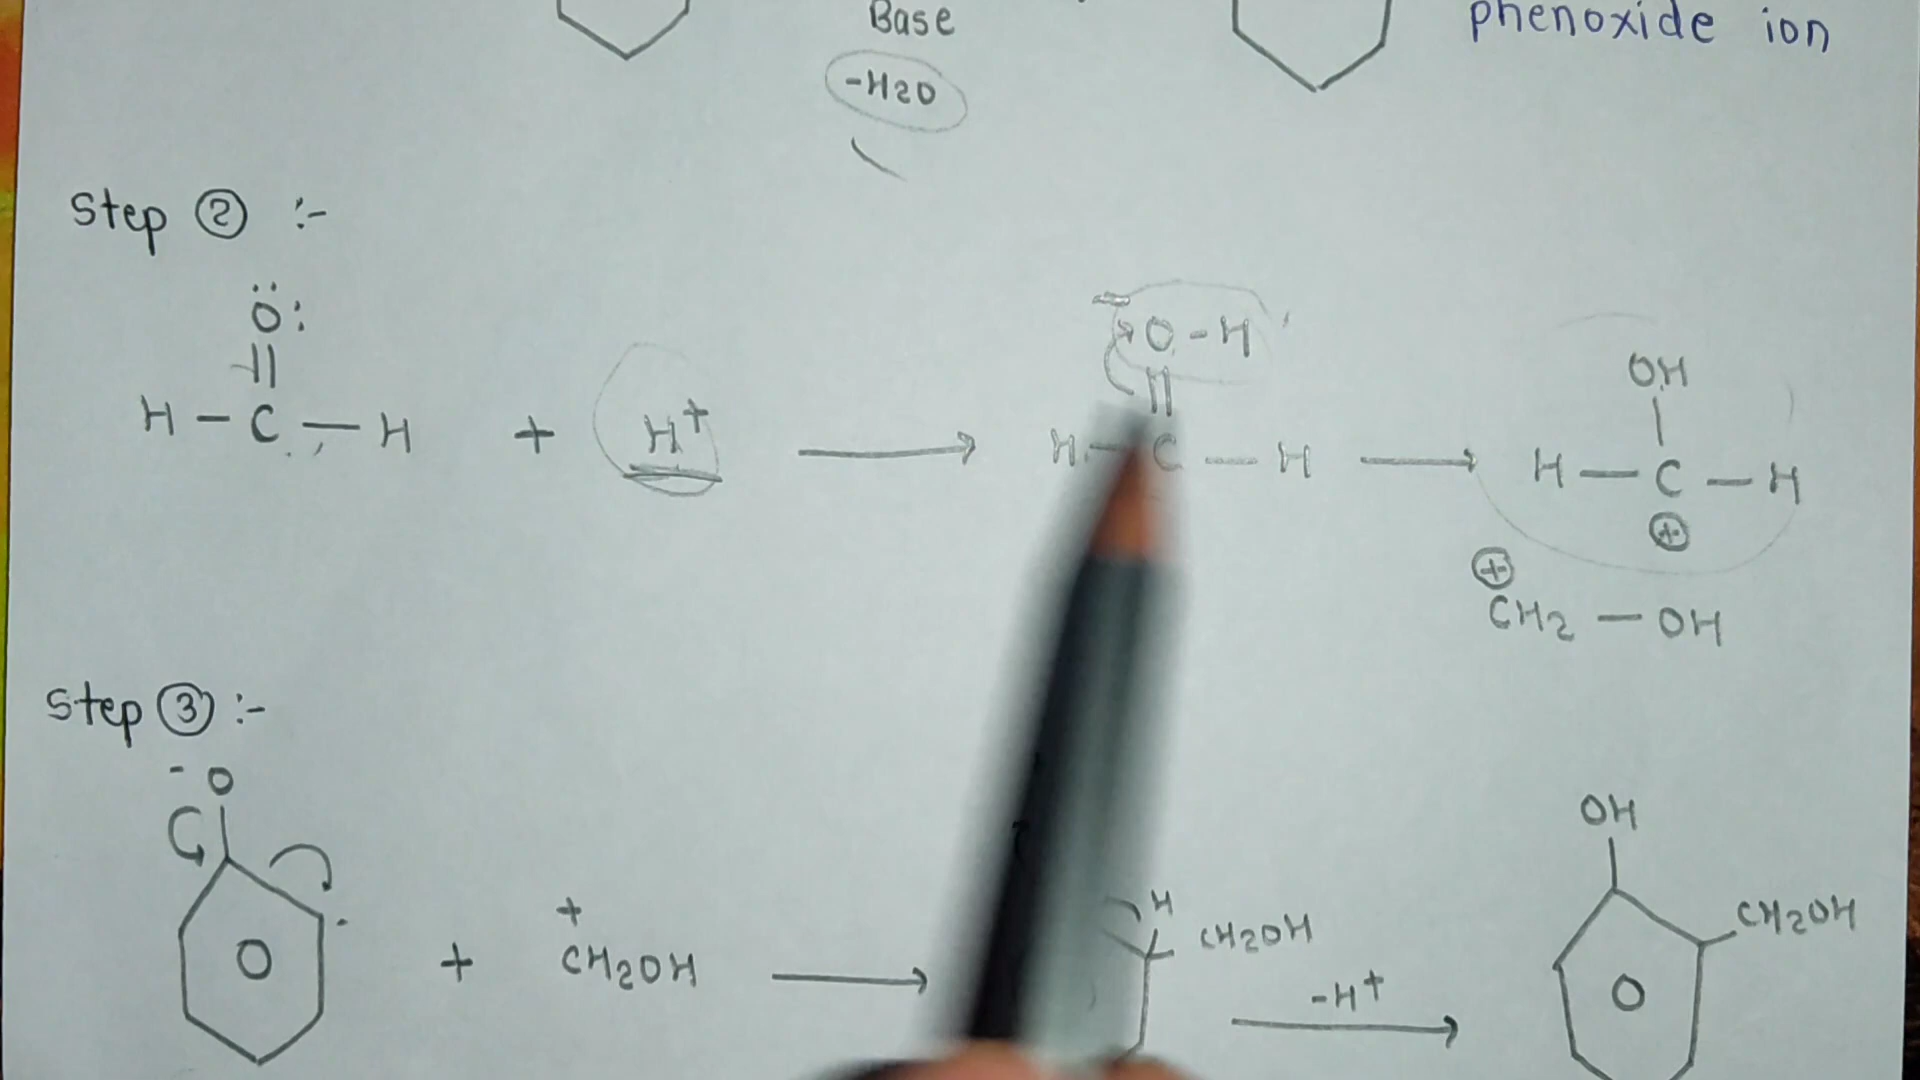 Base
phenoxide ion
-H2O
Step ② :-
Ö:
||
H - C - H + H+ → H - C - H → H - C - H
O - H
||
OH
|
⊕
⊕
CH2 - OH
Step ③ :-
- O
+
CH2OH
+
H
CH2OH
-H+
OH
CH2OH